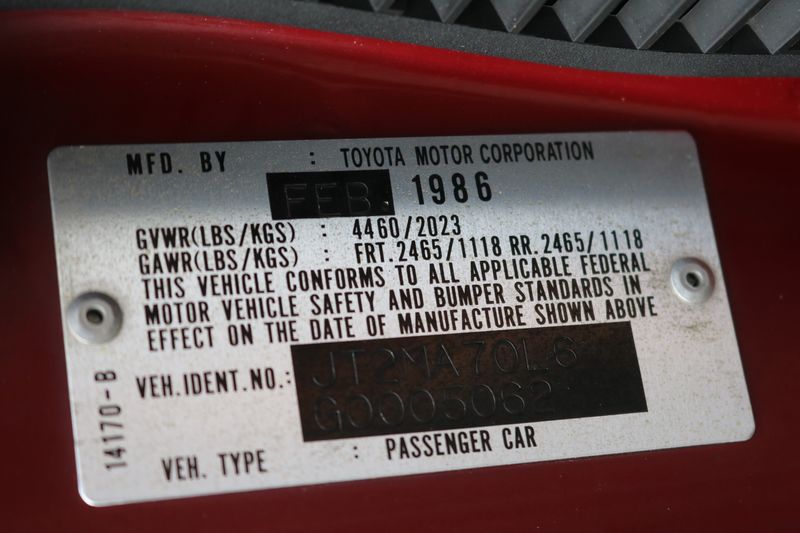 MFD. BY : TOYOTA MOTOR CORPORATION
FEB. 1986
GVWR(LBS/KGS) : 4460/2023
GAWR(LBS/KGS) : FRT.2465/1118 RR.2465/1118
THIS VEHICLE CONFORMS TO ALL APPLICABLE FEDERAL
MOTOR VEHICLE SAFETY AND BUMPER STANDARDS IN
EFFECT ON THE DATE OF MANUFACTURE SHOWN ABOVE
VEH.IDENT.NO.: JT2MA70L6
G0005062
VEH. TYPE : PASSENGER CAR
14170-B